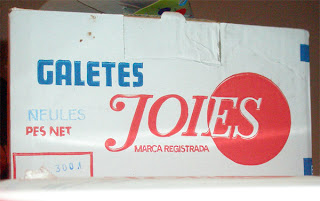 GALETES
NEULES
PES NET
JOIES
MARCA REGISTRADA